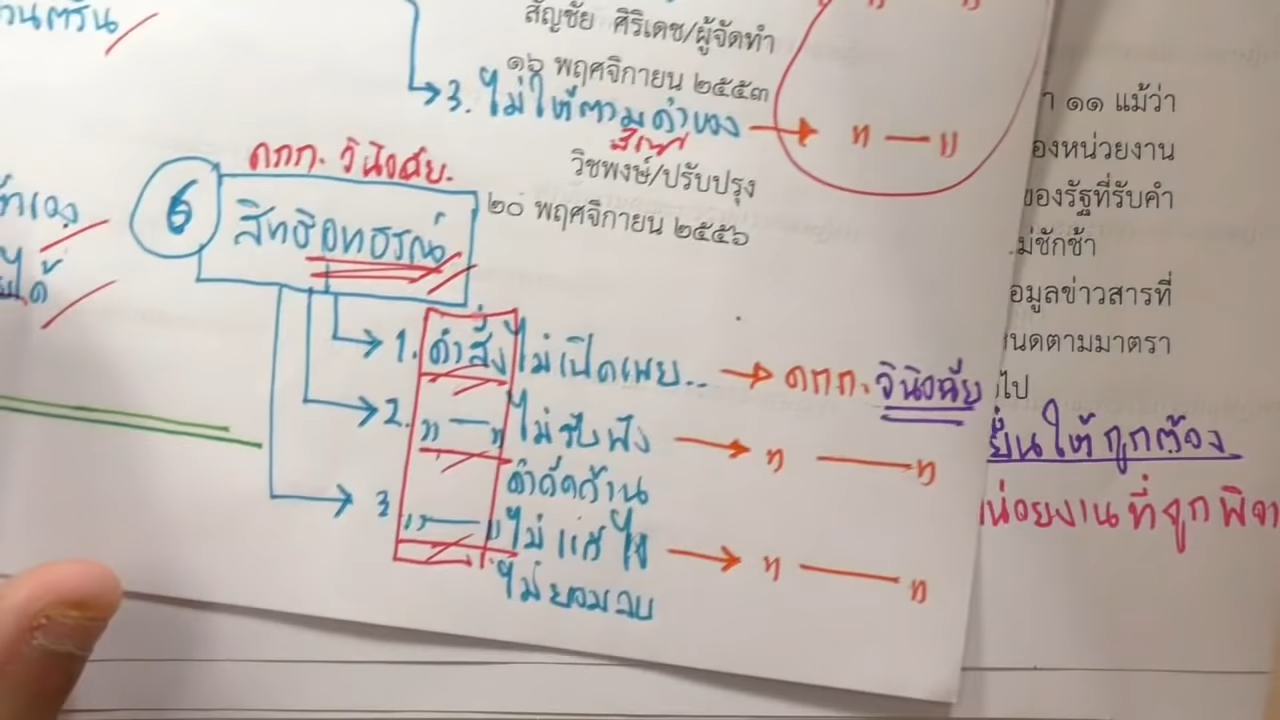 สัญชัย ศิริเดช/ผู้จัดทำ
๑๖ พฤศจิกายน ๒๕๕๓
3. ไม่ให้ตามคำขอ → " — "
วิชพงษ์/ปรับปรุง
๒๐ พฤศจิกายน ๒๕๕๖
คกก. วินิจฉัย.
6 สิทธิอุทธรณ์
1. คำสั่ง ไม่เปิดเผย.. → คกก. วินิจฉัย
2. " — " ไม่รับฟัง → " — "
คำคัดค้าน
3 " — " ไม่แก้ไข → " — "
ไม่ยอมลบ
ได้
๑๑ แม้ว่า
องหน่วยงาน
ของรัฐที่รับคำ
ม่ชักช้า
อมูลข่าวสารที่
นดตามมาตรา
ไป
ยื่นให้ถูกต้อง
หน่วยงานที่ถูกพิจา